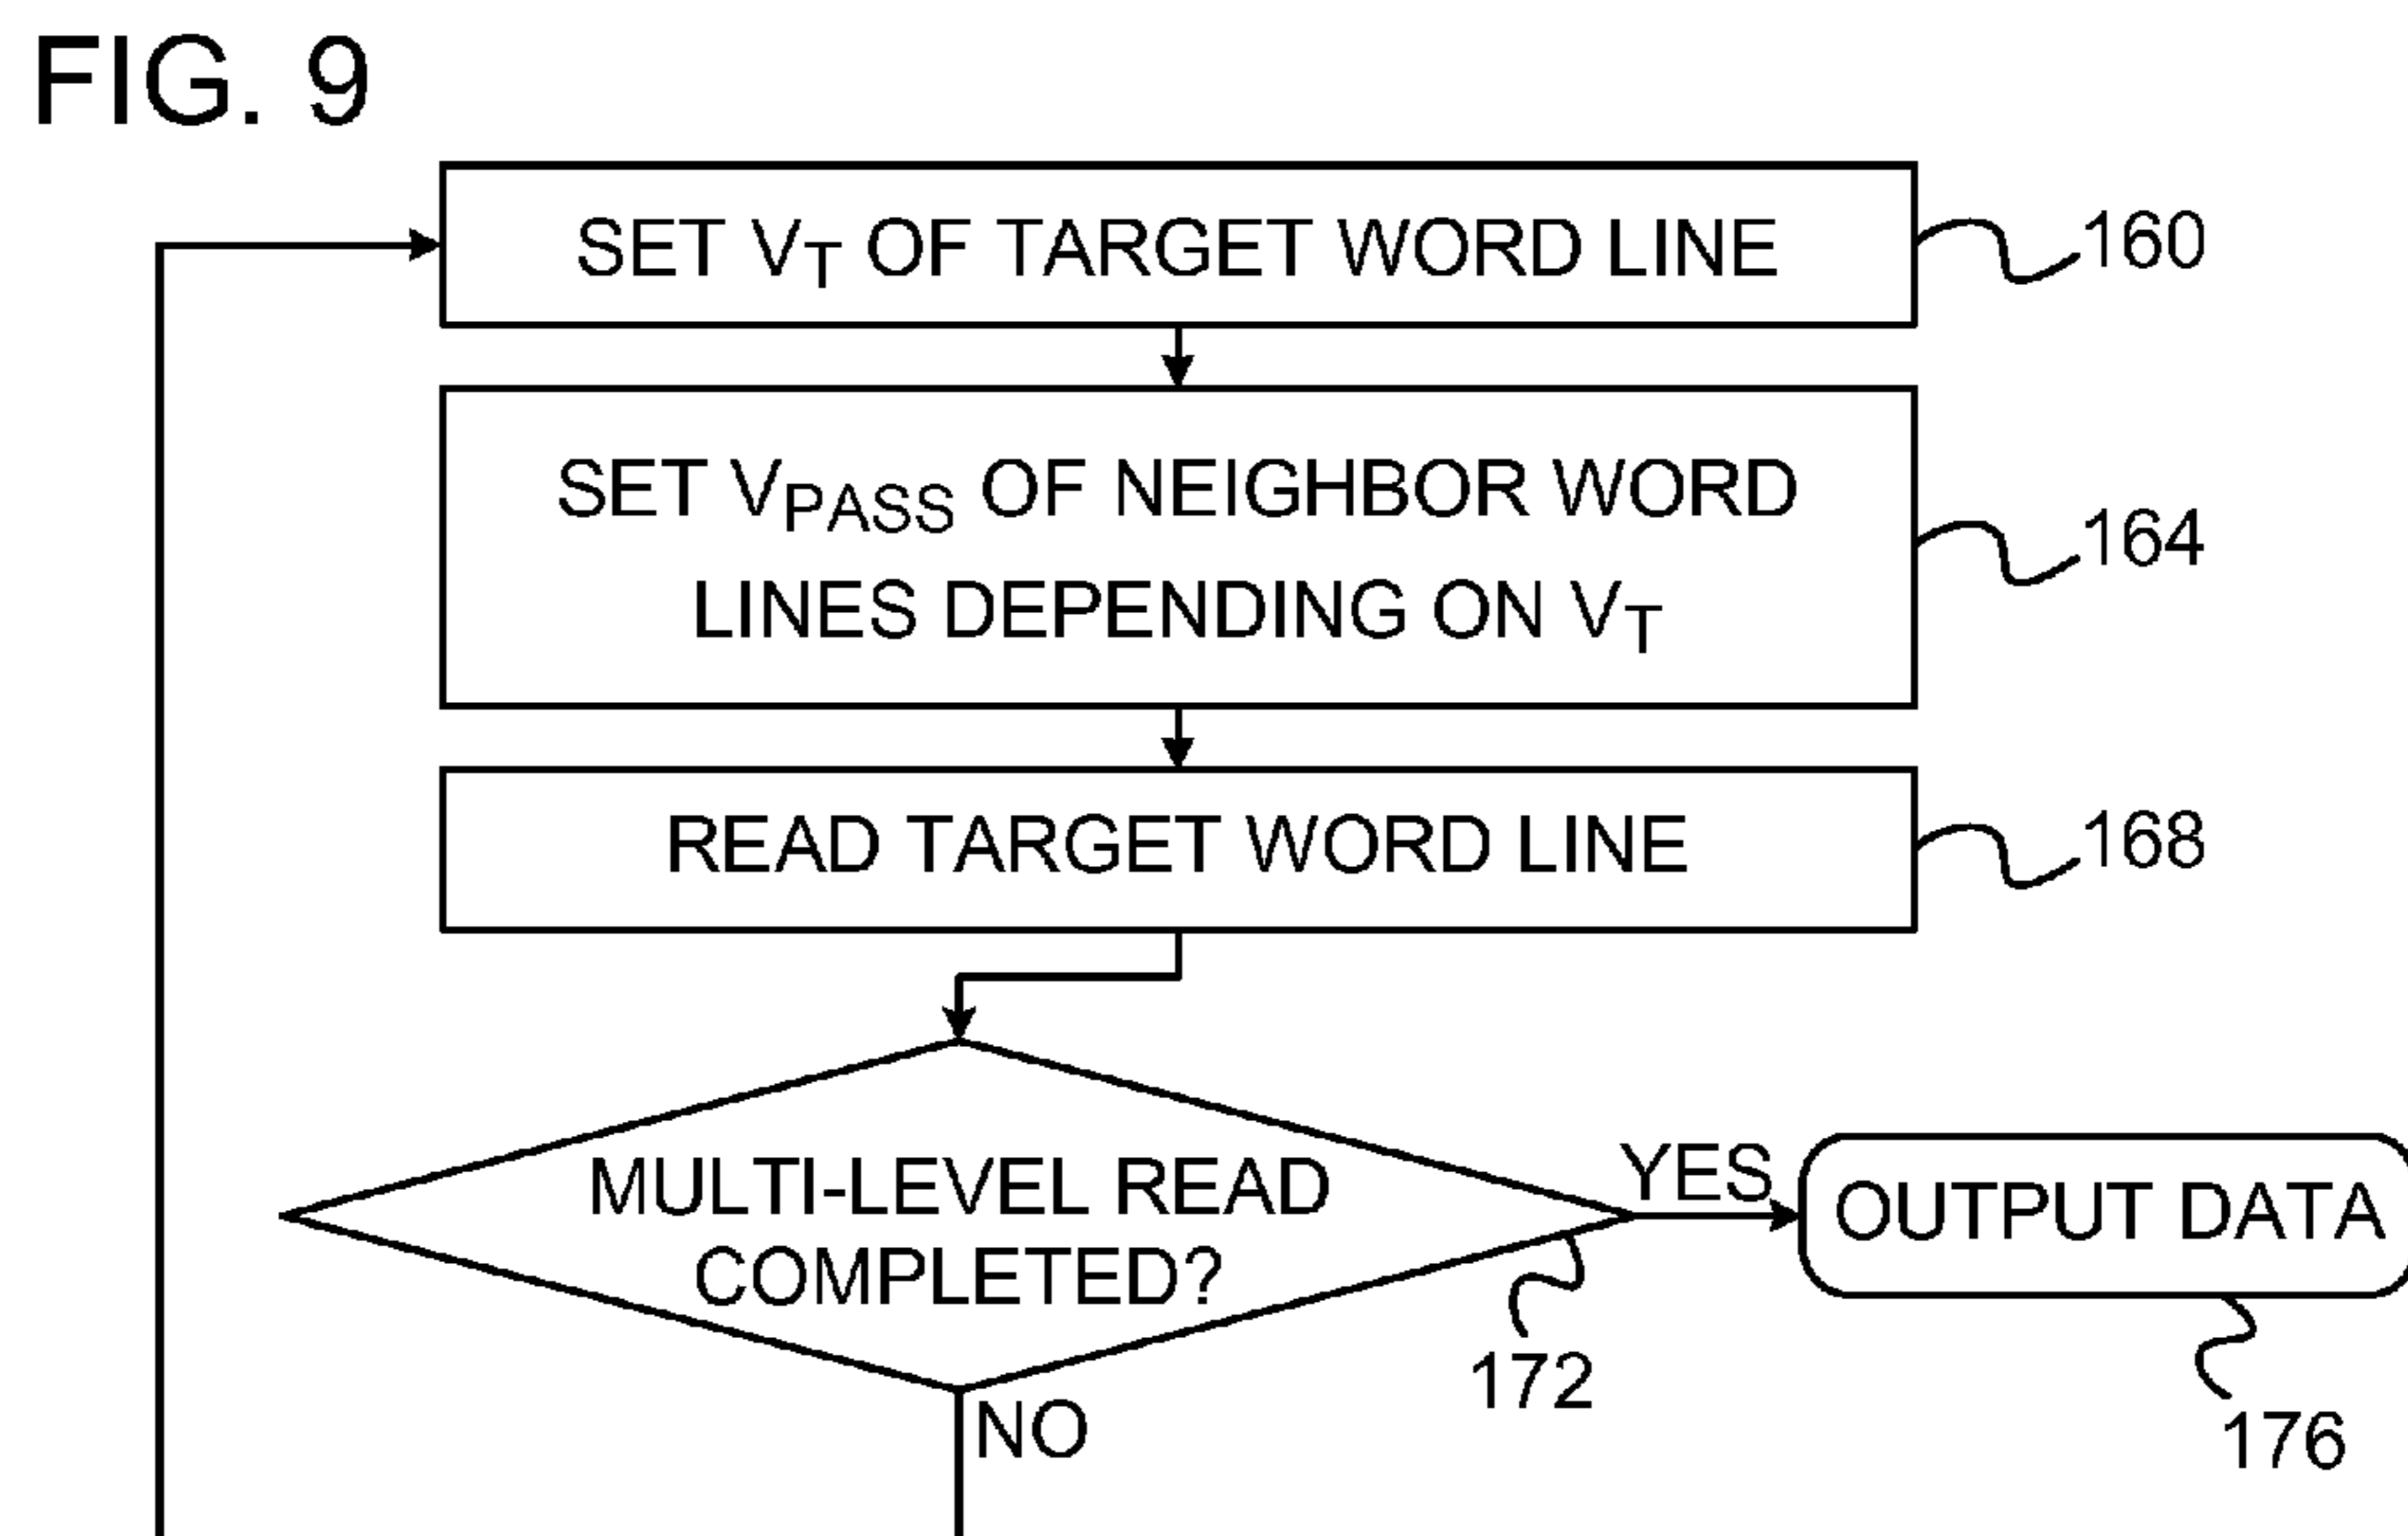 FIG. 9
SET VT OF TARGET WORD LINE
160
SET VPASS OF NEIGHBOR WORD
LINES DEPENDING ON VT
164
READ TARGET WORD LINE
168
MULTI-LEVEL READ
COMPLETED?
YES
OUTPUT DATA
172
NO
176